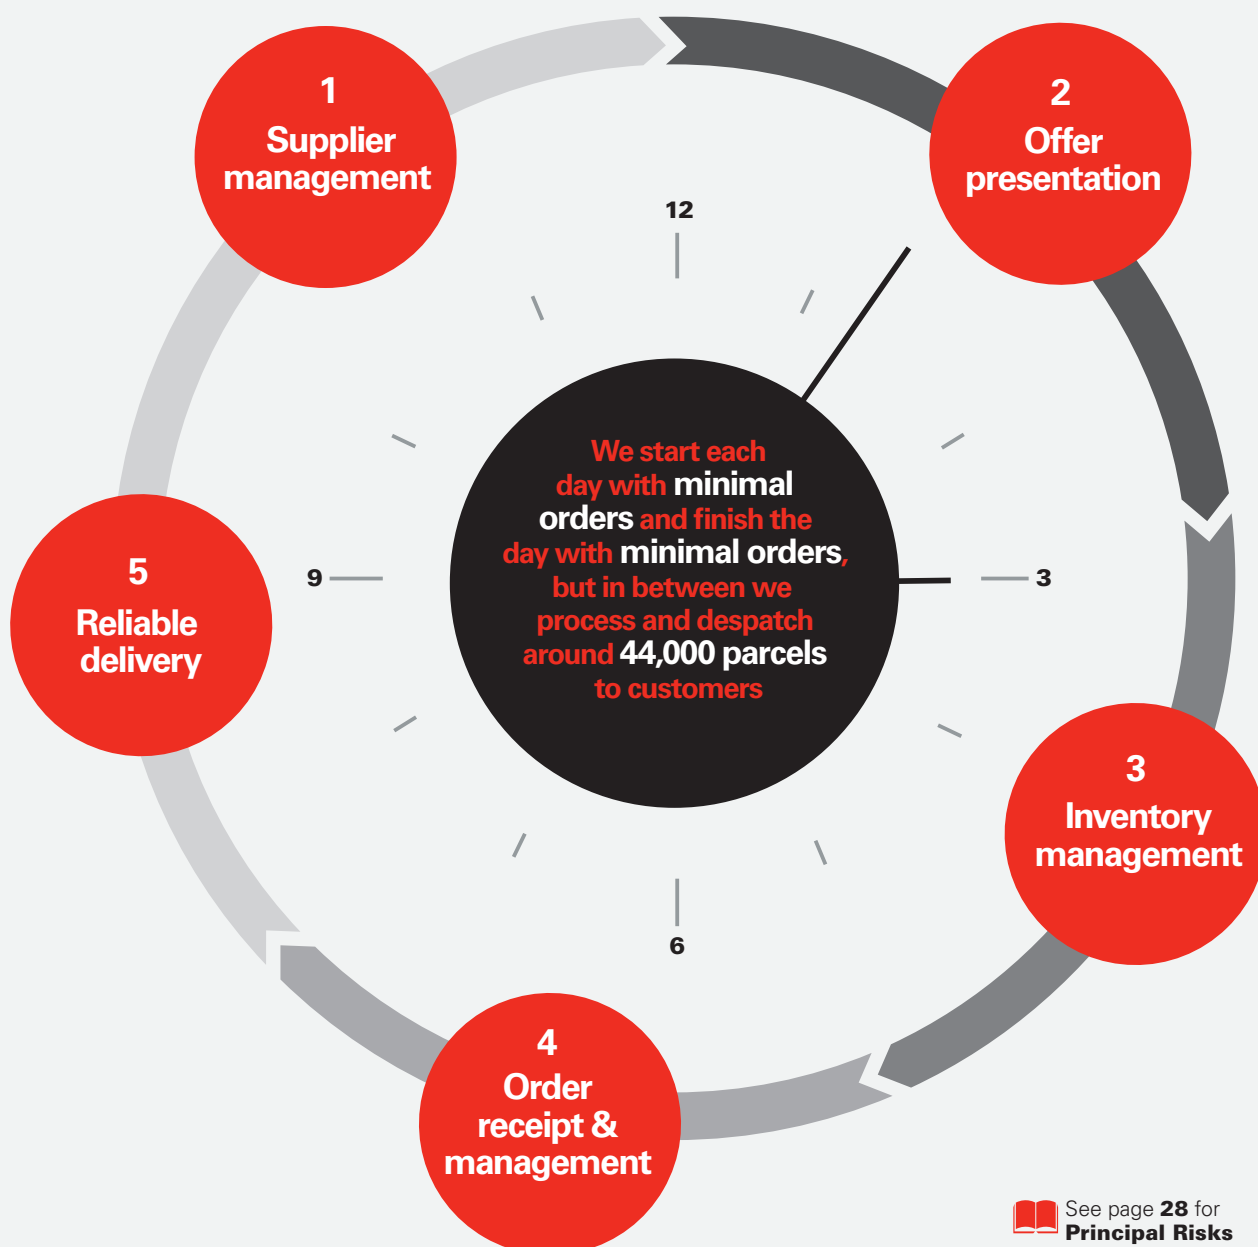 1
Supplier
management
2
Offer
presentation
12
We start each
day with minimal
orders and finish the
day with minimal orders,
but in between we
process and despatch
around 44,000 parcels
to customers
9
3
5
Reliable
delivery
3
Inventory
management
6
4
Order
receipt &
management
See page 28 for
Principal Risks